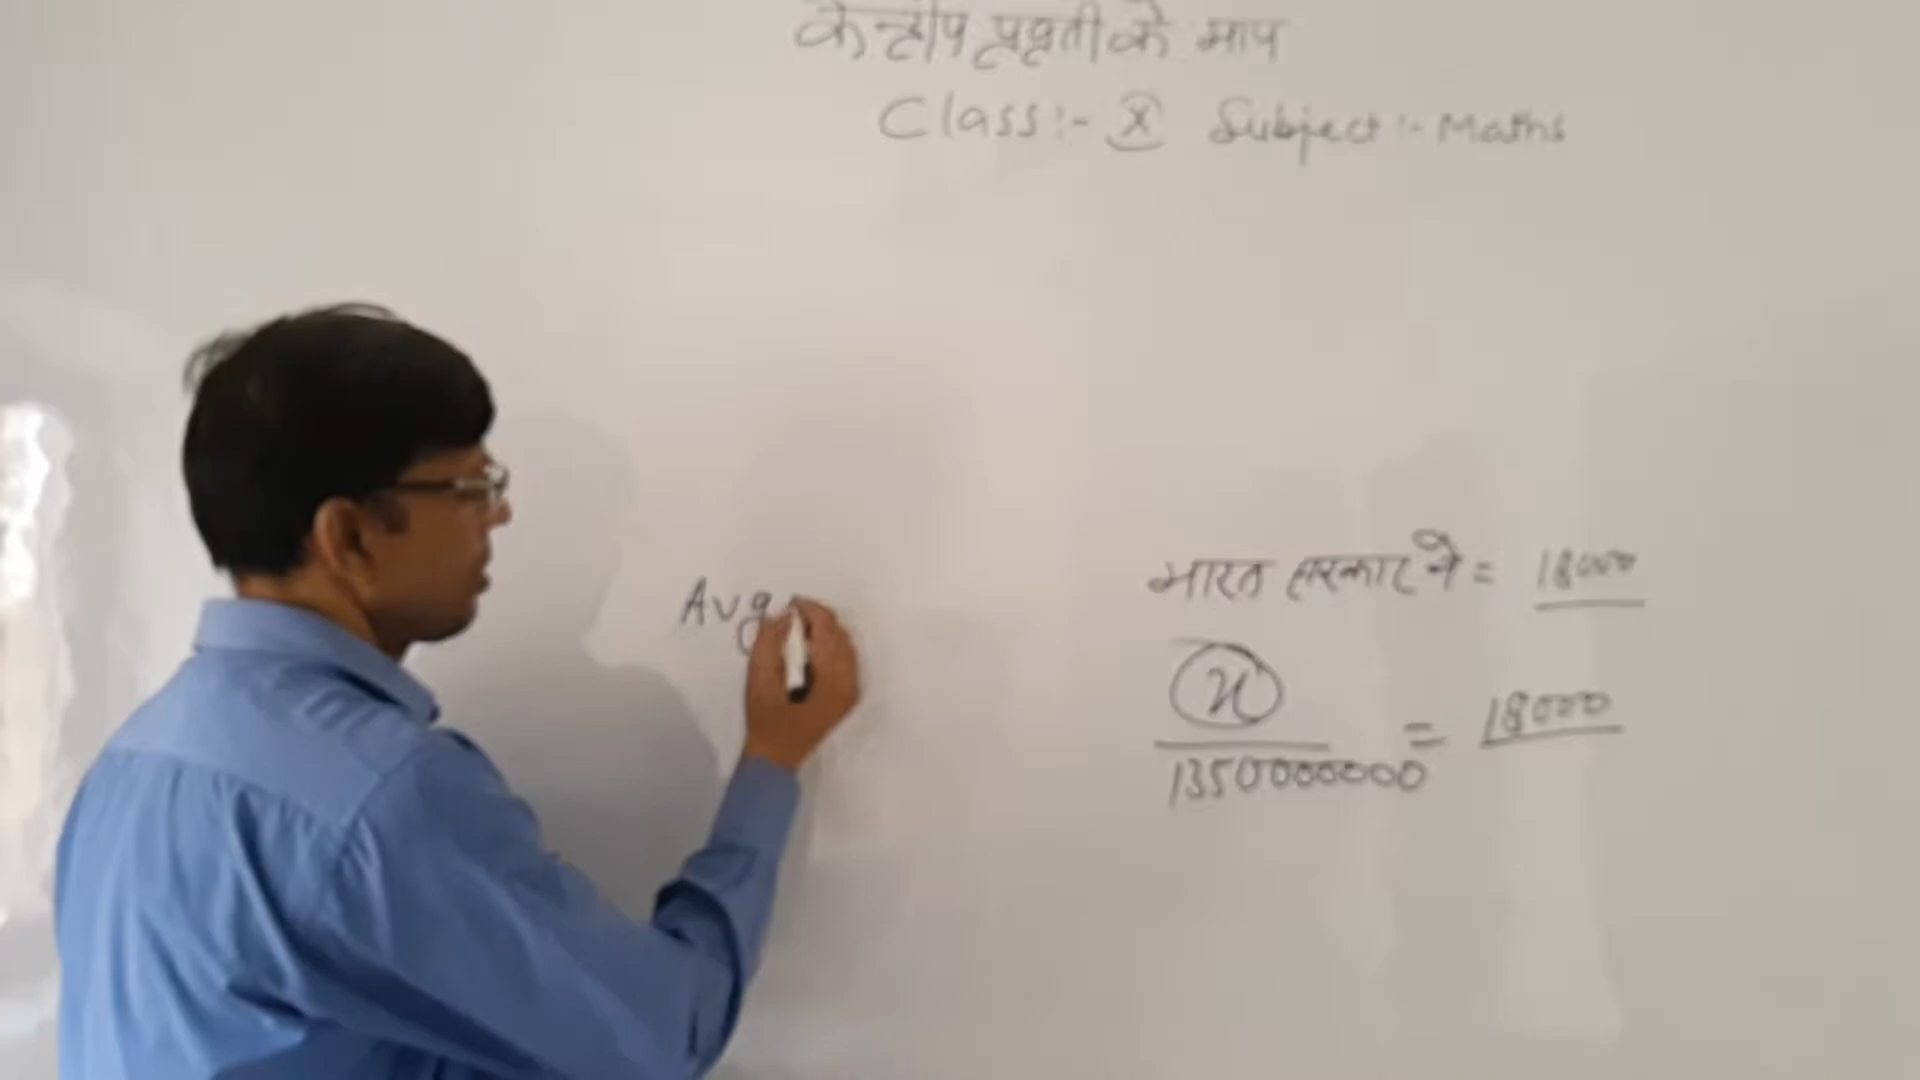 केन्द्रीय प्रवृती के माप
Class:- X Subject:- Maths
भारत सरकार ने = 18000
x
1350000000 = 18000
Avg